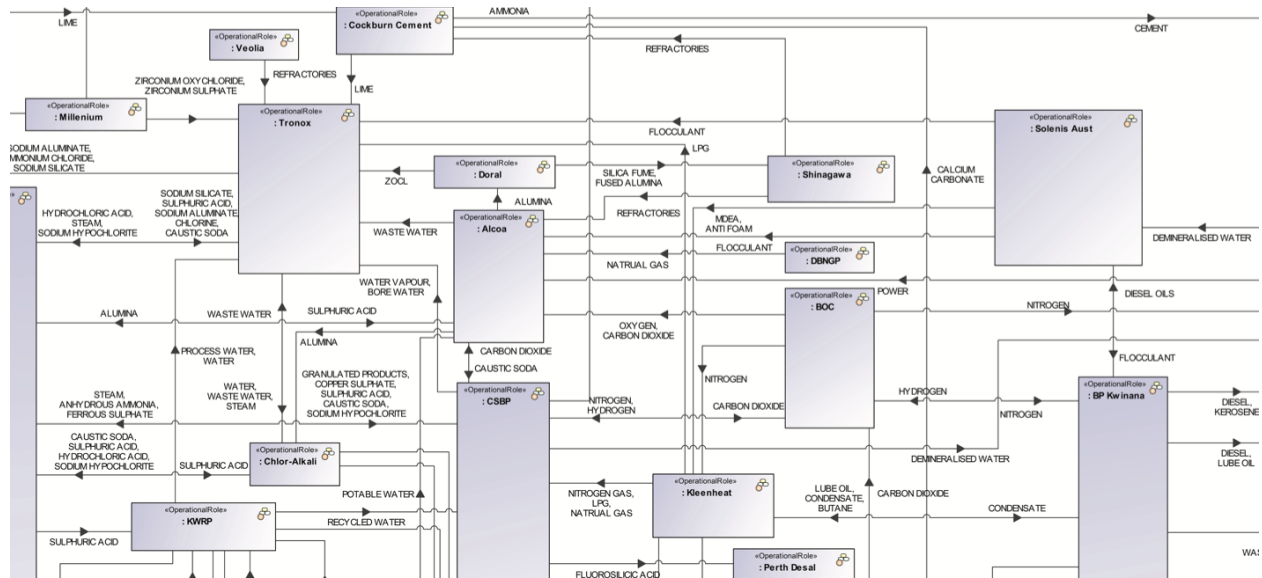 AMMONIA
LIME
CEMENT
«OperationalRole»
: Cockburn Cement
«OperationalRole»
: Veolia
REFRACTORIES
REFRACTORIES
ZIRCONIUM OXYCHLORIDE,
ZIRCONIUM SULPHATE
LIME
«OperationalRole»
: Millenium
«OperationalRole»
: Tronox
«OperationalRole»
: Solenis Aust
FLOCCULANT
LPG
SODIUM ALUMINATE,
MMONIUM CHLORIDE,
SODIUM SILICATE
«OperationalRole»
: Doral
ZOCL
SILICA FUME,
FUSED ALUMINA
«OperationalRole»
: Shinagawa
CALCIUM
CARBONATE
SODIUM SILICATE,
SULPHURIC ACID,
SODIUM ALUMINATE,
CHLORINE,
CAUSTIC SODA
HYDROCHLORIC ACID,
STEAM,
SODIUM HYPOCHLORITE
ALUMINA
REFRACTORIES
«OperationalRole»
: Alcoa
WASTE WATER
MDEA,
ANTI FOAM
FLOCCULENT
DEMINERALISED WATER
NATRUAL GAS
«OperationalRole»
: DBNGP
WATER VAPOUR,
BORE WATER
POWER
DIESEL OILS
«OperationalRole»
: BOC
NITROGEN
ALUMINA
WASTE WATER
SULPHURIC ACID
OXYGEN,
CARBON DIOXIDE
ALUMINA
PROCESS WATER,
WATER
CARBON DIOXIDE
CAUSTIC SODA
FLOCCULANT
NITROGEN
WATER,
WASTE WATER,
STEAM
GRANULATED PRODUCTS,
COPPER SULPHATE,
SULPHURIC ACID,
CAUSTIC SODA,
SODIUM HYPOCHLORITE
«OperationalRole»
: CSBP
«OperationalRole»
: BP Kwinana
STEAM,
ANHYDROUS AMMONIA,
FERROUS SULPHATE
NITROGEN,
HYDROGEN
CARBON DIOXIDE
HYDROGEN
NITROGEN
DIESEL,
KEROSENE
CAUSTIC SODA,
SULPHURIC ACID,
HYDROCHLORIC ACID,
SODIUM HYPOCHLORITE
SULPHURIC ACID
«OperationalRole»
: Chlor-Alkali
DEMINERALISED WATER
DIESEL,
LUBE OIL
POTABLE WATER
NITROGEN GAS,
LPG,
NATRUAL GAS
«OperationalRole»
: Kleenheat
LUBE OIL,
CONDENSATE,
BUTANE
CARBON DIOXIDE
CONDENSATE
«OperationalRole»
: KWRP
RECYCLED WATER
SULPHURIC ACID
WAS
«OperationalRole»
: Perth Desal
FLUOROSILICIC ACID